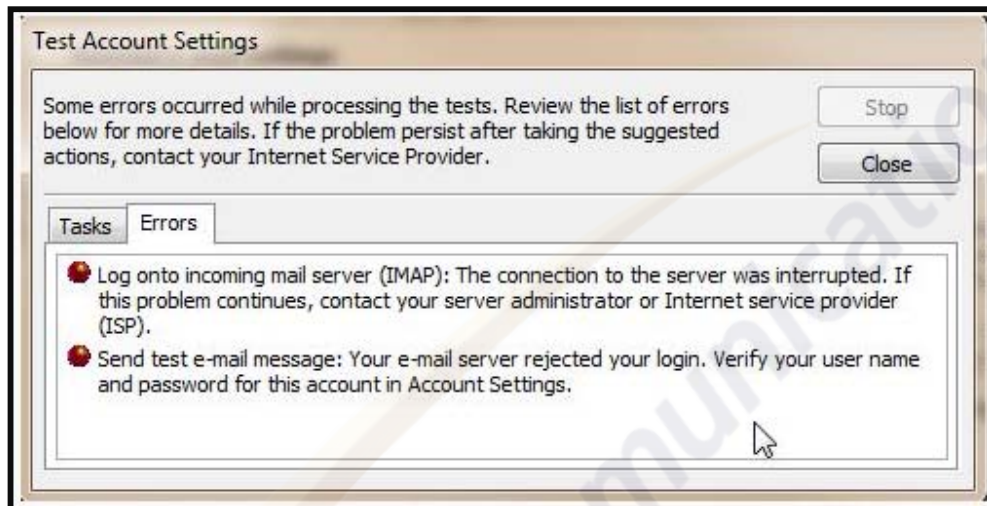 Test Account Settings
Some errors occurred while processing the tests. Review the list of errors
below for more details. If the problem persist after taking the suggested
actions, contact your Internet Service Provider.
Stop
Close
Tasks
Errors
Log onto incoming mail server (IMAP): The connection to the server was interrupted. If
this problem continues, contact your server administrator or Internet service provider
(ISP).
Send test e-mail message: Your e-mail server rejected your login. Verify your user name
and password for this account in Account Settings.